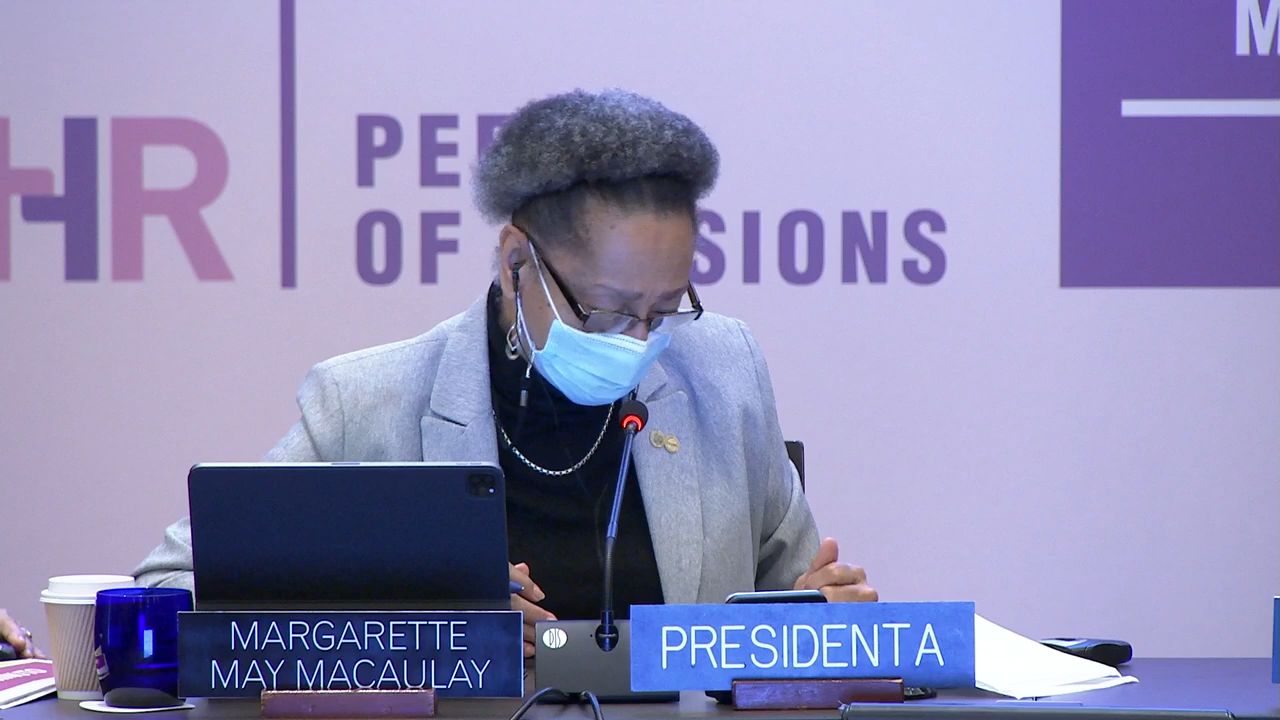 HR
PE
OF
SIONS
M
MARGARETTE
MAY MACAULAY
PRESIDENTA